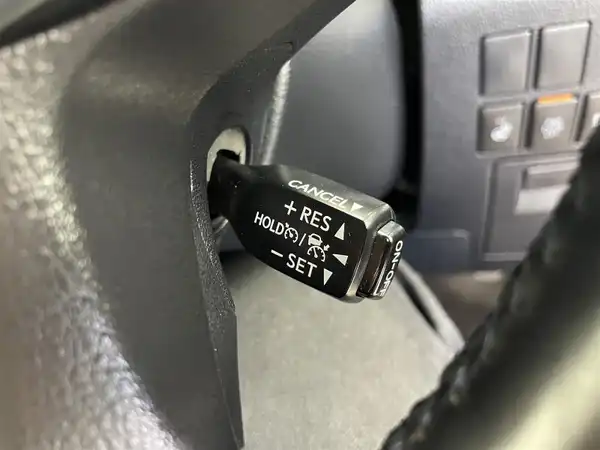 CANCEL
+ RES
HOLD /
- SET
ON-OFF